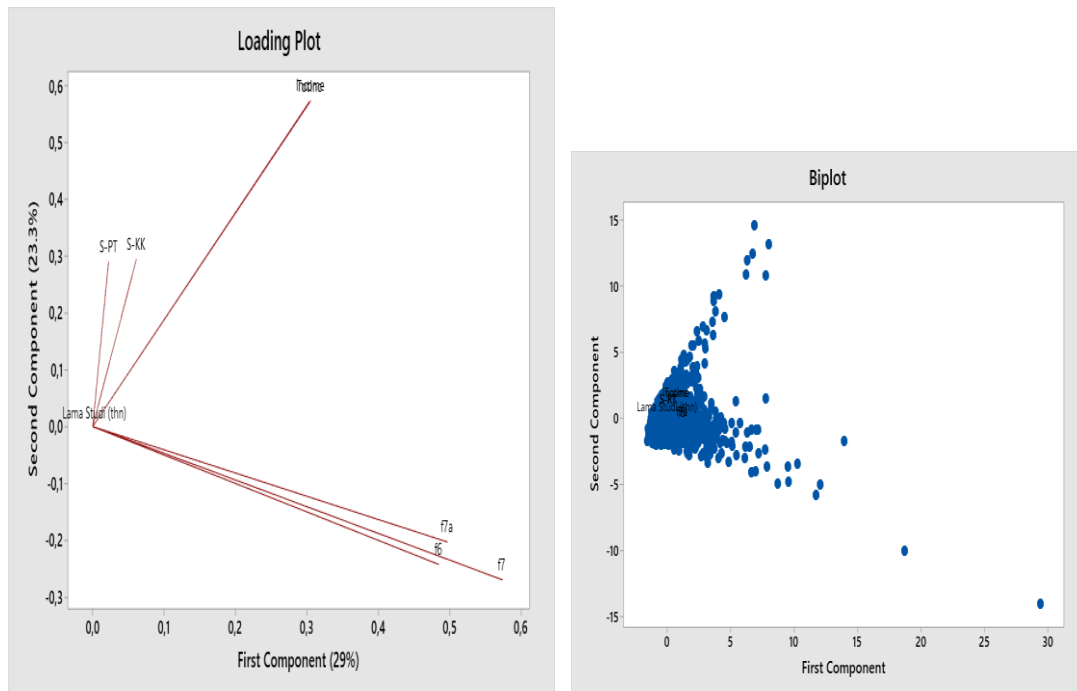 Loading Plot
0,6
0,5
0,4
0,3
0,2
0,1
0,0
-0,1
-0,2
-0,3
Second Component (23.3%)
S-PT
S-KK
Lama Studi (thn)
f7a
f6
f7
0,0
0,1
0,2
0,3
0,4
0,5
0,6
First Component (29%)
Biplot
15
10
5
0
-5
-10
-15
Second Component
S-KK
Lama Studi (thn)
0
5
10
15
20
25
30
First Component